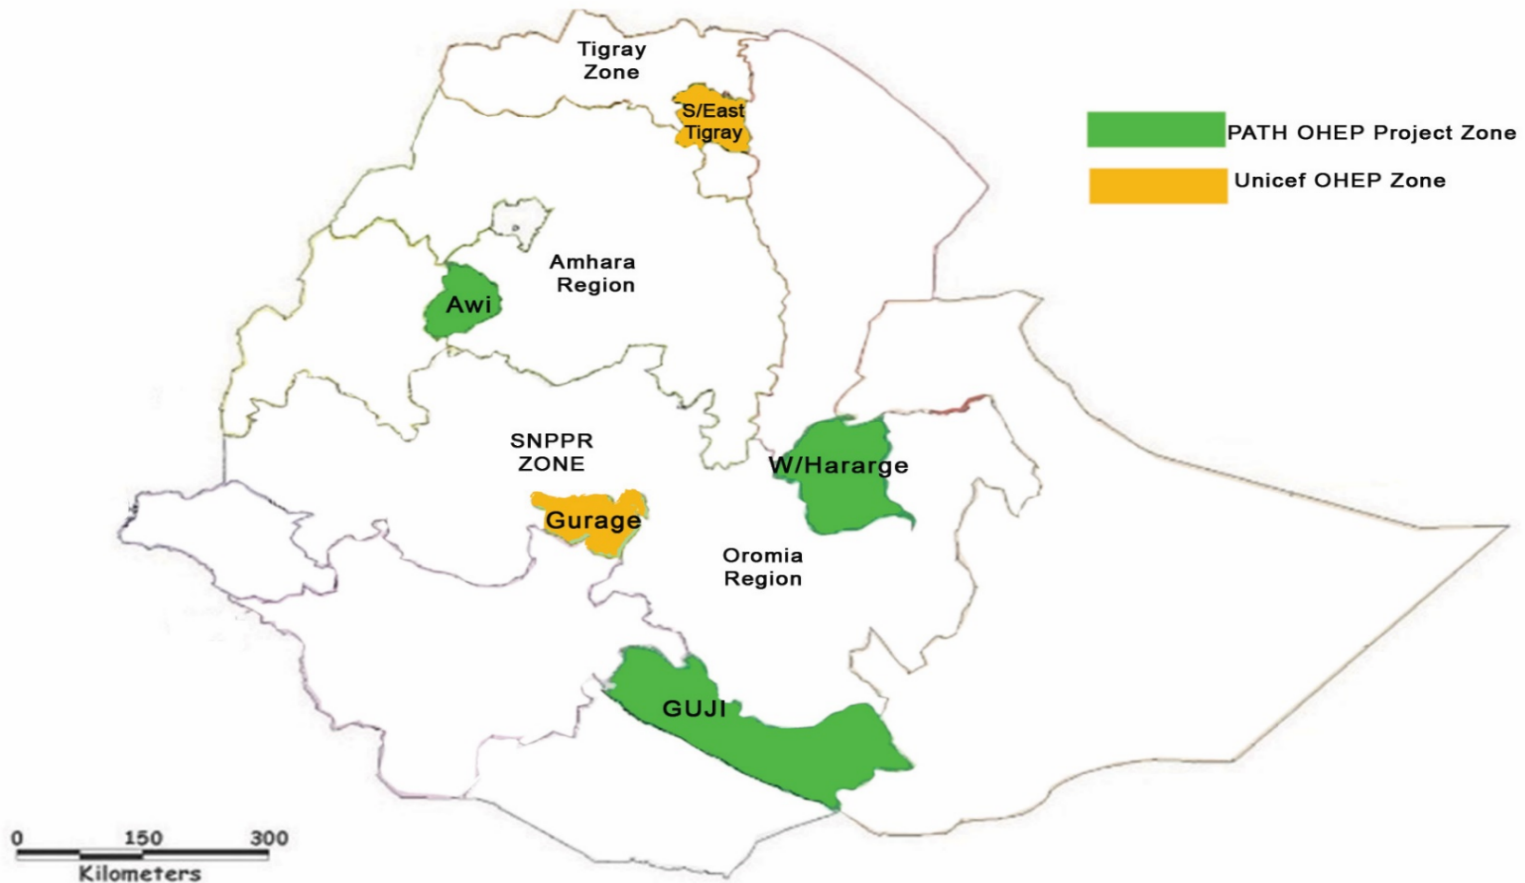 Tigray
Zone
S/East
Tigray
PATH OHEP Project Zone
Unicef OHEP Zone
Amhara
Region
Awi
SNPPR
ZONE
W/Hararge
Gurage
Oromia
Region
GUJI
0 150 300
Kilometers